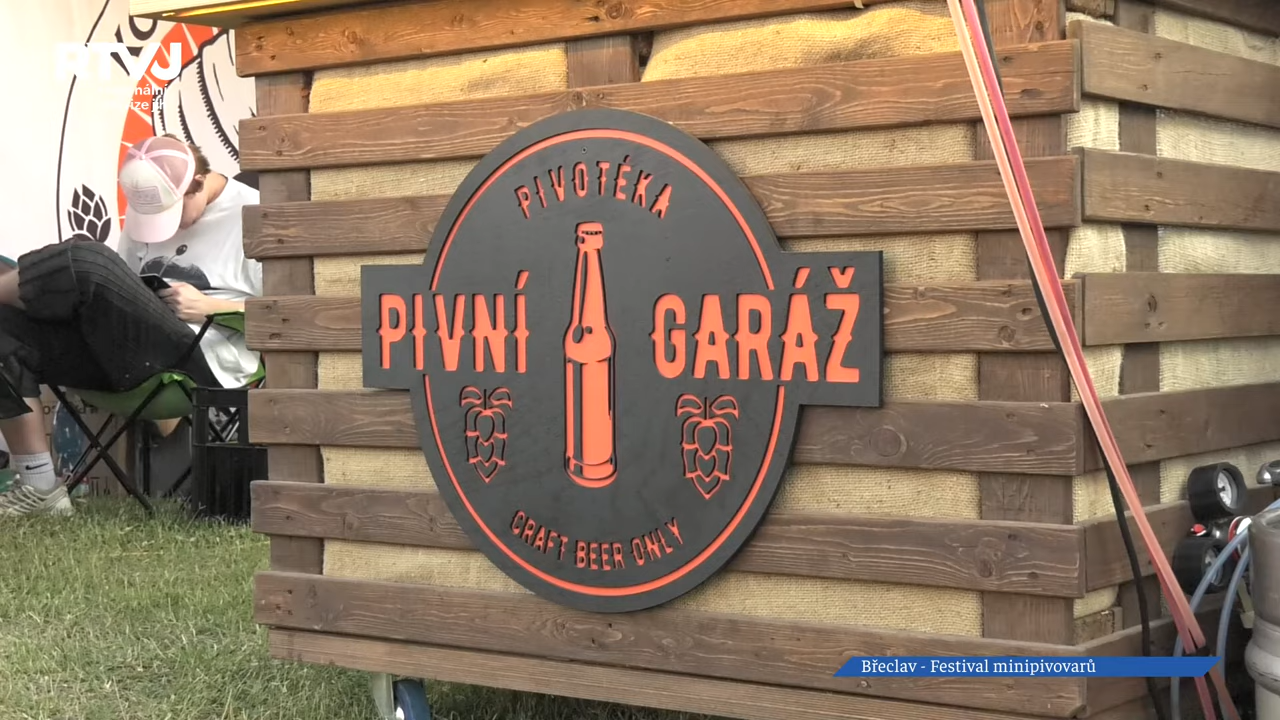 RTVJ
PIVOTÉKA
PIVNÍ GARÁŽ
CRAFT BEER ONLY
Břeclav - Festival minipivovarů